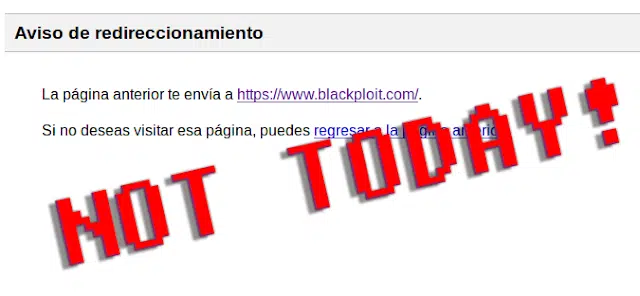 Aviso de redireccionamiento
La página anterior te envía a https://www.blackploit.com/.
Si no deseas visitar esa página, puedes regresar a la página anterior
NOT TODAY!